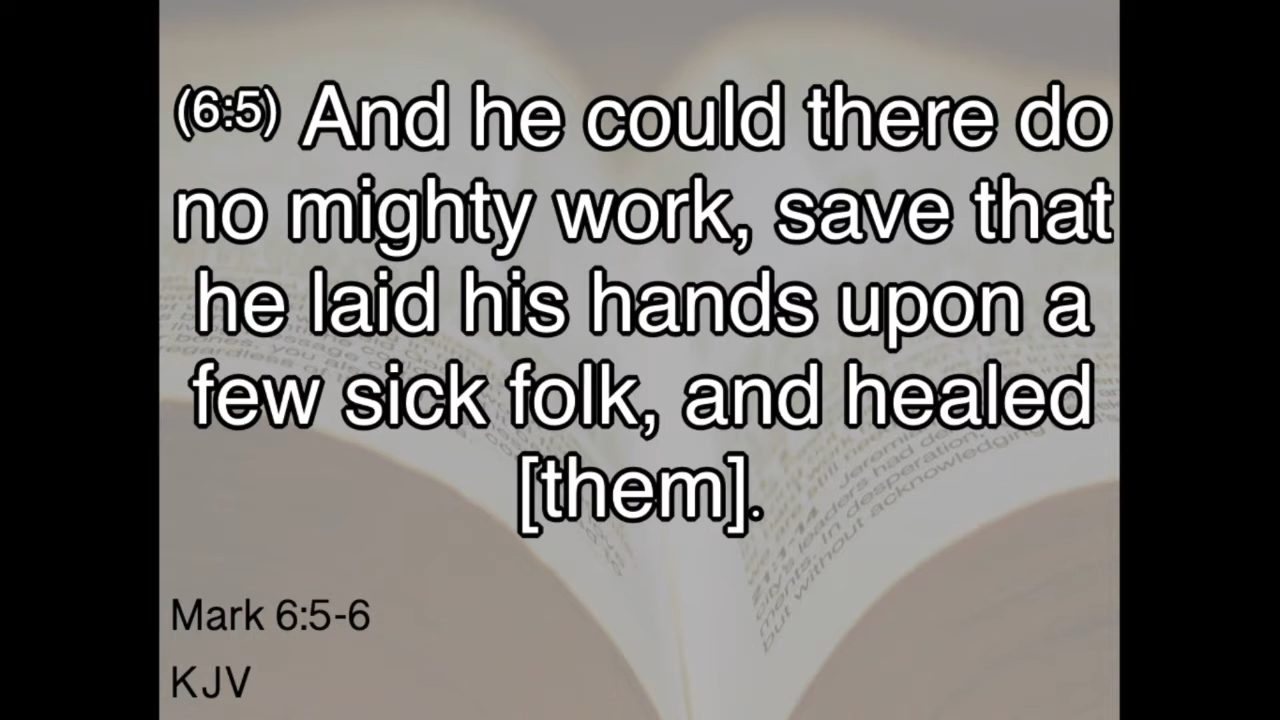 (6:5) And he could there do
no mighty work, save that
he laid his hands upon a
few sick folk, and healed
[them].
Mark 6:5-6
KJV